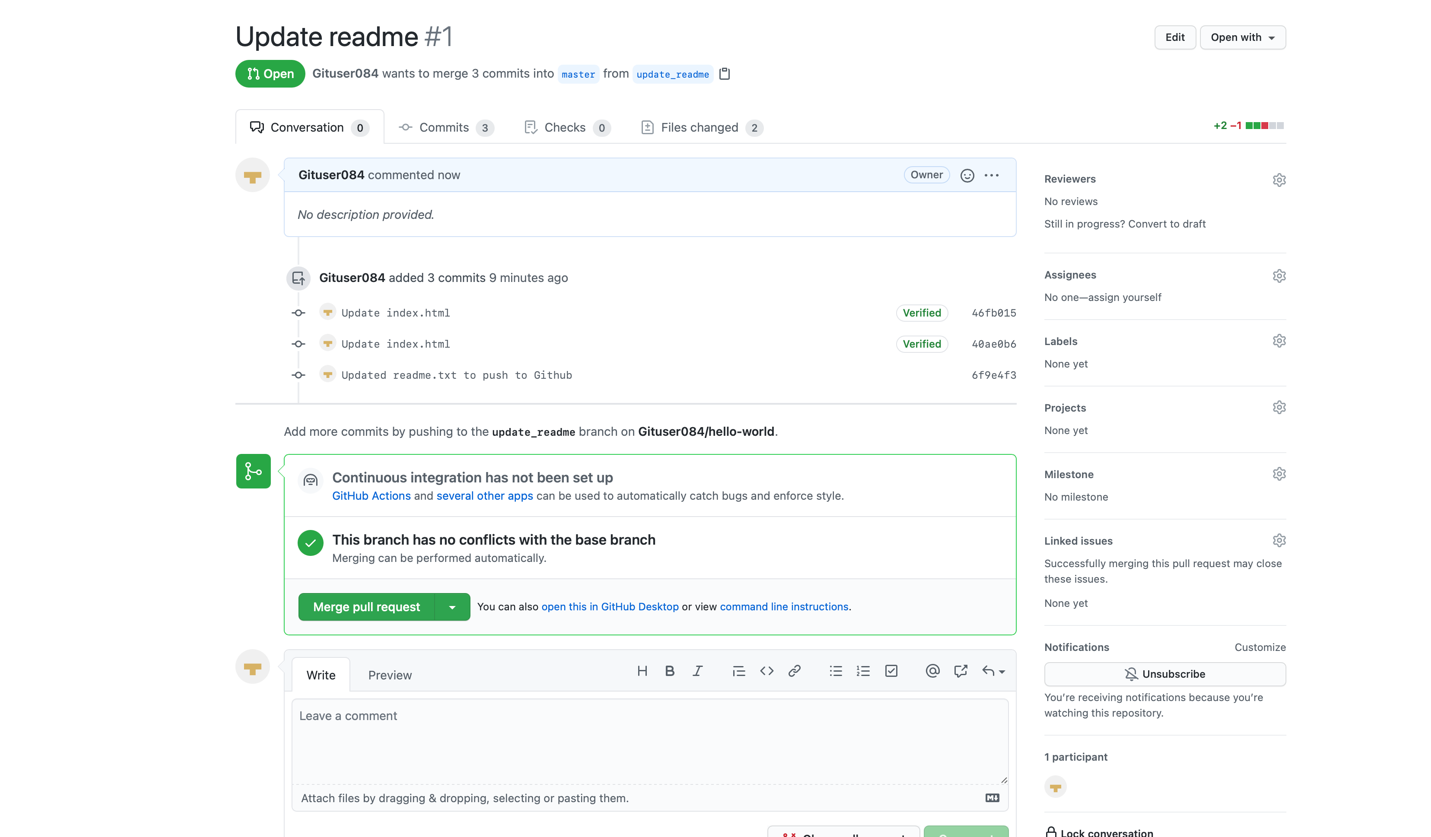 Update readme #1
Edit
Open with
Open
Gituser084 wants to merge 3 commits into master from update_readme
Conversation 0
Commits 3
Checks 0
Files changed 2
+2 −1
Gituser084 commented now
Owner
No description provided.
Gituser084 added 3 commits 9 minutes ago
Update index.html
Verified
46fb015
Update index.html
Verified
40ae0b6
Updated readme.txt to push to Github
6f9e4f3
Add more commits by pushing to the update_readme branch on Gituser084/hello-world.
Continuous integration has not been set up
GitHub Actions and several other apps can be used to automatically catch bugs and enforce style.
This branch has no conflicts with the base branch
Merging can be performed automatically.
Merge pull request
You can also open this in GitHub Desktop or view command line instructions.
Write
Preview
Leave a comment
Attach files by dragging & dropping, selecting or pasting them.
Reviewers
No reviews
Still in progress? Convert to draft
Assignees
No one—assign yourself
Labels
None yet
Projects
None yet
Milestone
No milestone
Linked issues
Successfully merging this pull request may close
these issues.
None yet
Notifications
Customize
Unsubscribe
You're receiving notifications because you're
watching this repository.
1 participant
Lock conversation